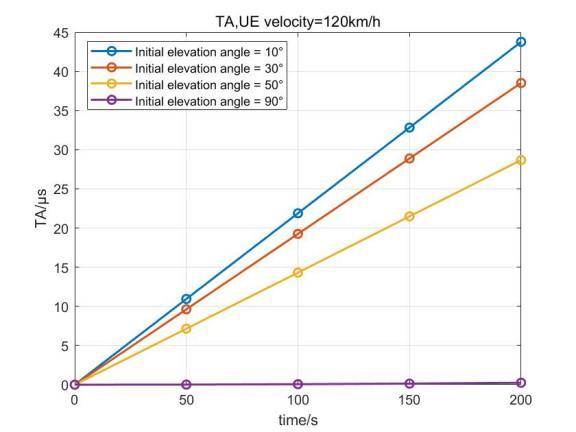 TA,UE velocity=120km/h
Initial elevation angle = 10°
Initial elevation angle = 30°
Initial elevation angle = 50°
Initial elevation angle = 90°
45
40
35
30
25
20
15
10
5
0
TA/μs
0 50 100 150 200
time/s